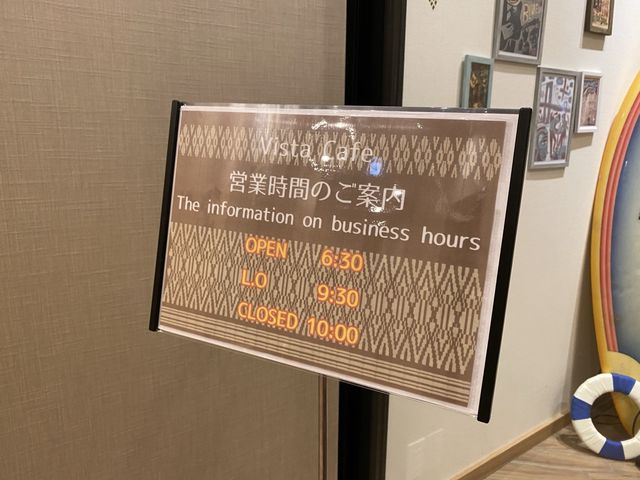 Vista Cafe
営業時間のご案内
The information on business hours
OPEN 6:30
L.O 9:30
CLOSED 10:00